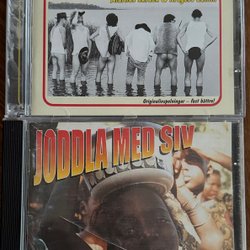 Originalinspelningar - fast bättre!
JODDLA MED SIV